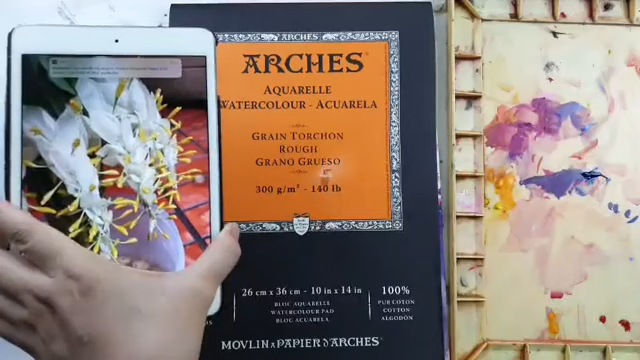 ARCHES
AQUARELLE
WATERCOLOUR - ACUARELA
GRAIN TORCHON
ROUGH
GRANO GRUESO
300 g/m² - 140 lb
26 cm x 36 cm - 10 in x 14 in
BLOC AQUARELLE
WATERCOLOUR PAD
BLOC ACUARELA
100%
PUR COTON
COTTON
ALGODÓN
MOVLIN A PAPIER D'ARCHES